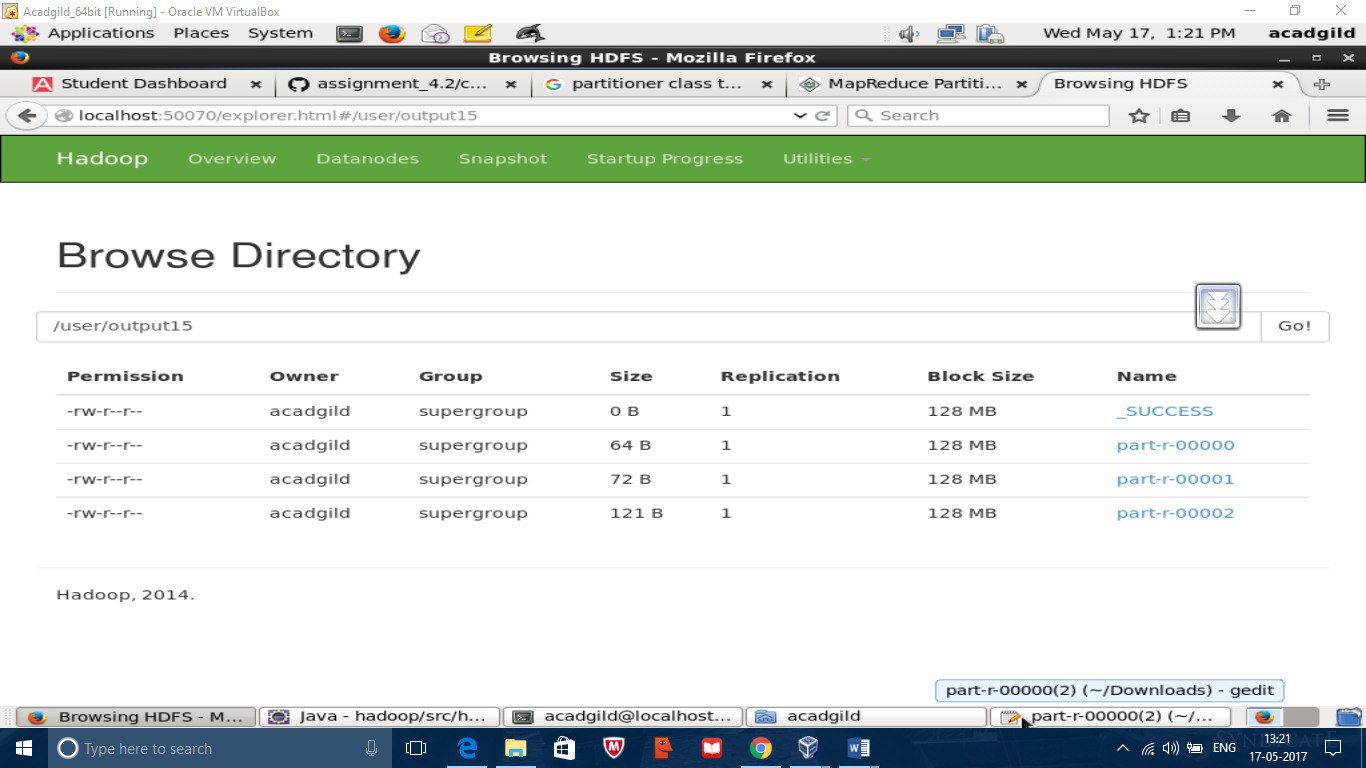 Acadgild_64bit [Running] - Oracle VM VirtualBox
Applications Places System Wed May 17, 1:21 PM acadgild
Browsing HDFS - Mozilla Firefox
Student Dashboard assignment_4.2/c... partitioner class t... MapReduce Partiti... Browsing HDFS
localhost:50070/explorer.html#/user/output15 Search
Hadoop Overview Datanodes Snapshot Startup Progress Utilities
Browse Directory
/user/output15 Go!
Permission Owner Group Size Replication Block Size Name
-rw-r--r-- acadgild supergroup 0 B 1 128 MB _SUCCESS
-rw-r--r-- acadgild supergroup 64 B 1 128 MB part-r-00000
-rw-r--r-- acadgild supergroup 72 B 1 128 MB part-r-00001
-rw-r--r-- acadgild supergroup 121 B 1 128 MB part-r-00002
Hadoop, 2014.
part-r-00000(2) (~/Downloads) - gedit
Browsing HDFS - M... Java - hadoop/src/h... acadgild@localhost... acadgild part-r-00000(2) (~/...
Type here to search ENG 13:21
17-05-2017